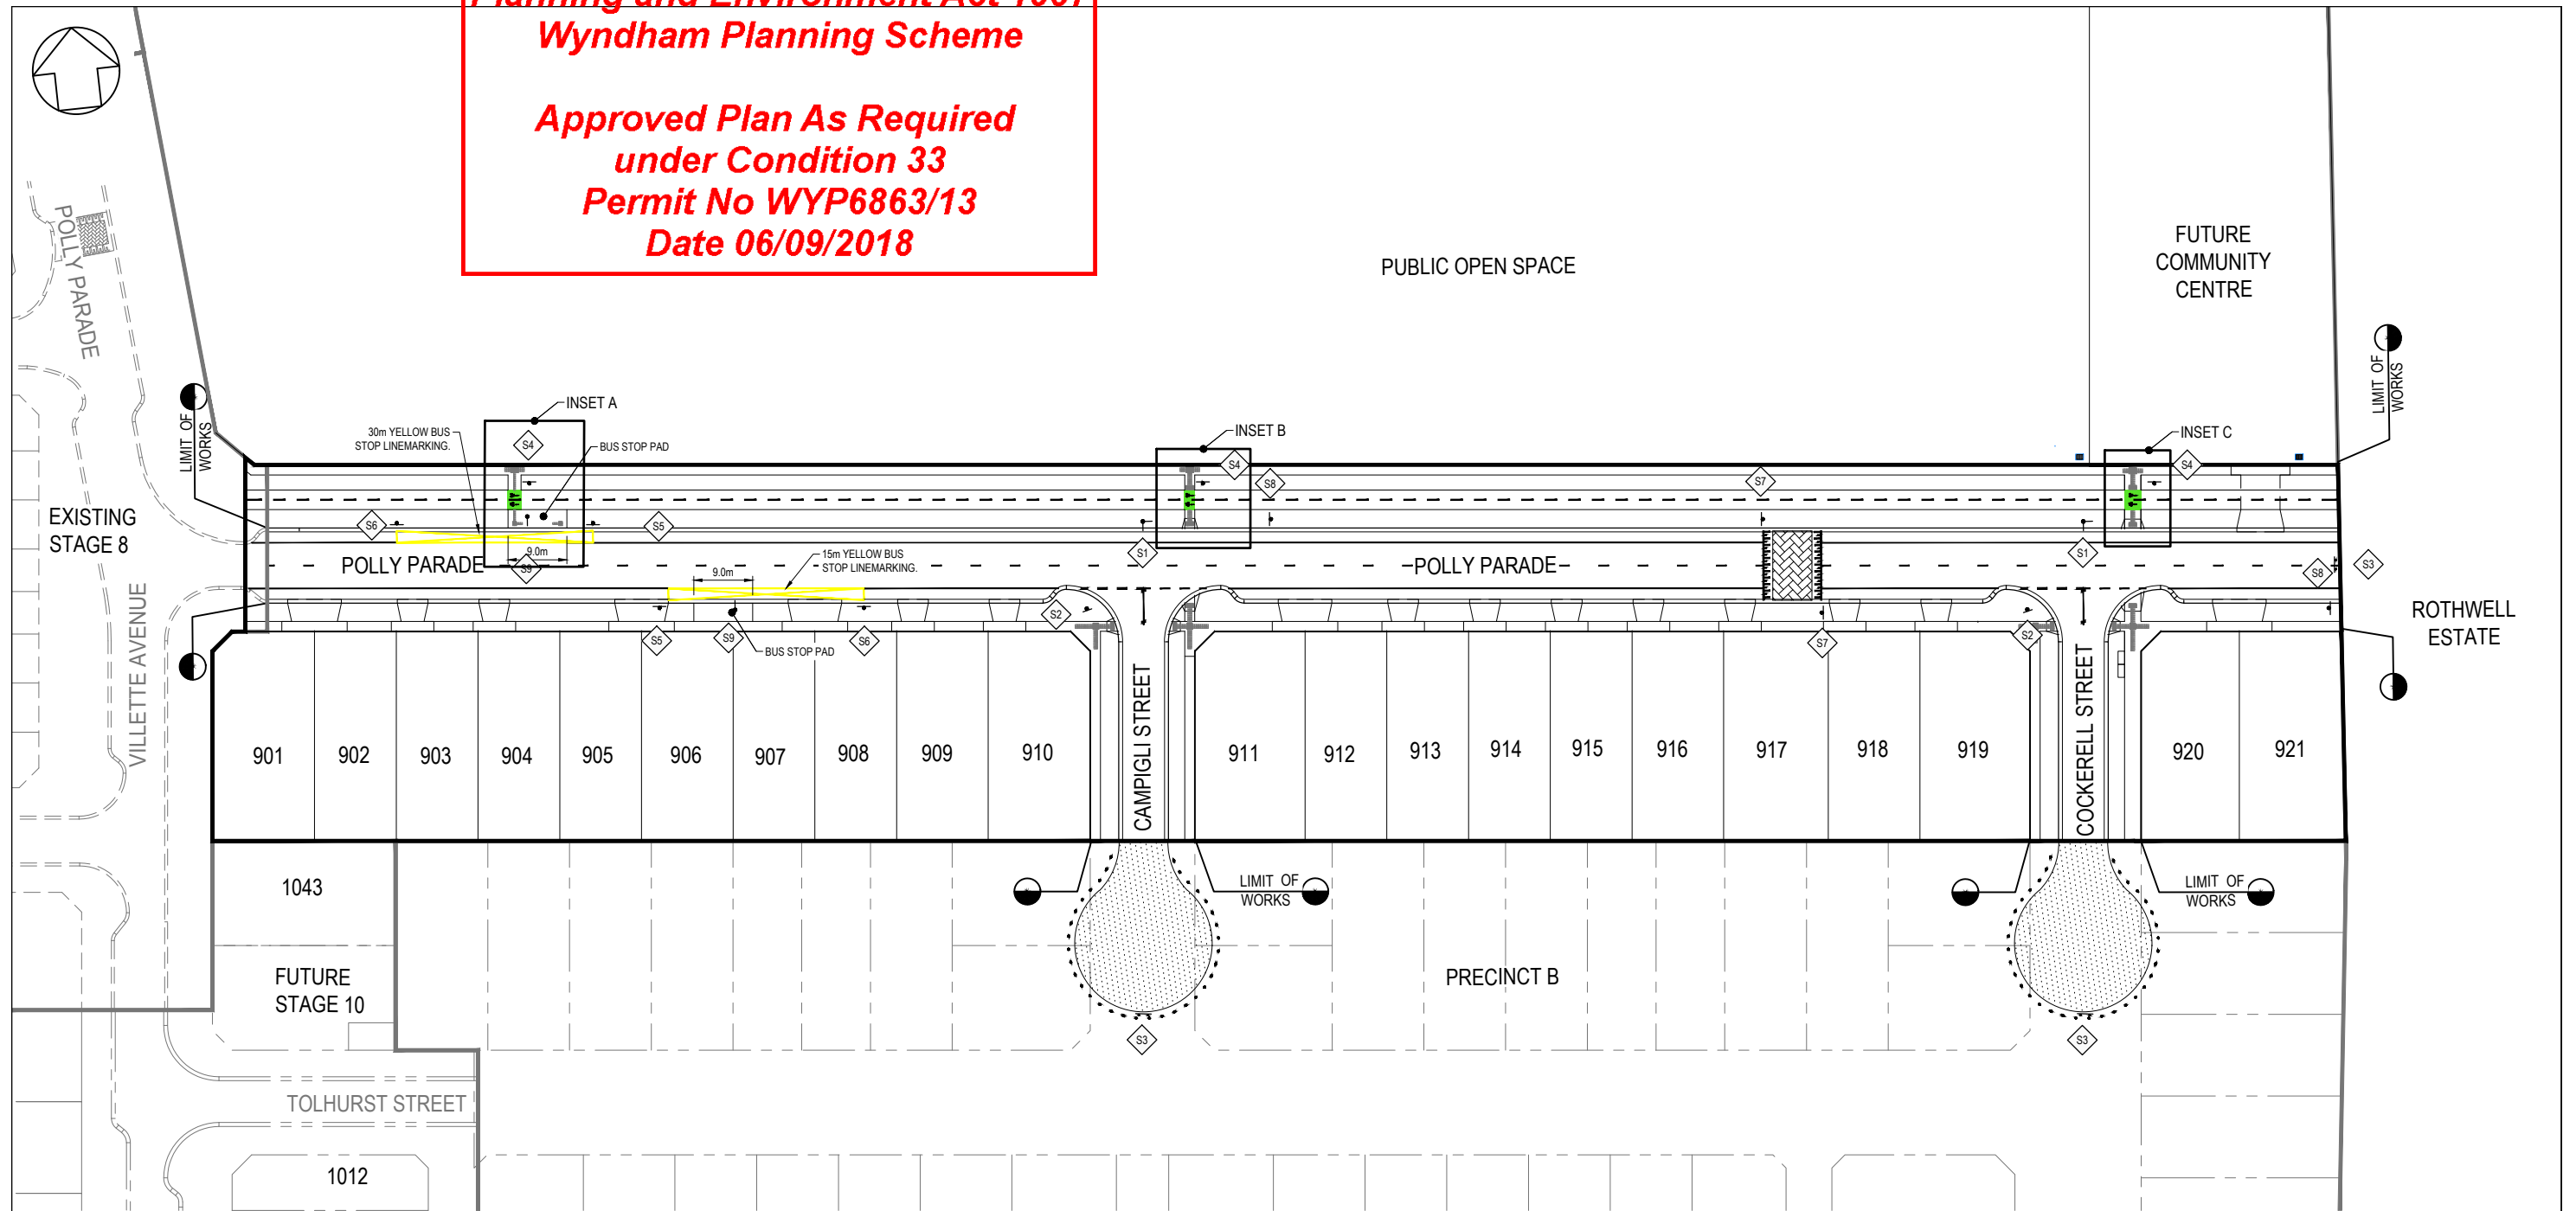 Planning and Environment Act 1987
Wyndham Planning Scheme
Approved Plan As Required
under Condition 33
Permit No WYP6863/13
Date 06/09/2018
PUBLIC OPEN SPACE
FUTURE
COMMUNITY
CENTRE
POLLY PARADE
LIMIT OF
WORKS
LIMIT OF
WORKS
INSET A
30m YELLOW BUS
STOP LINEMARKING.
S4
BUS STOP PAD
INSET B
S4
S8
S7
INSET C
S4
EXISTING
STAGE 8
S6
S5
9.0m
S9
S1
S1
POLLY PARADE
15m YELLOW BUS
STOP LINEMARKING.
9.0m
POLLY PARADE
S8
S3
S2
S5
S9
S6
BUS STOP PAD
S7
S2
ROTHWELL
ESTATE
VILLETTE AVENUE
CAMPIGLI STREET
COCKERELL STREET
901
902
903
904
905
906
907
908
909
910
911
912
913
914
915
916
917
918
919
920
921
1043
LIMIT OF
WORKS
LIMIT OF
WORKS
FUTURE
STAGE 10
PRECINCT B
S3
S3
TOLHURST STREET
1012